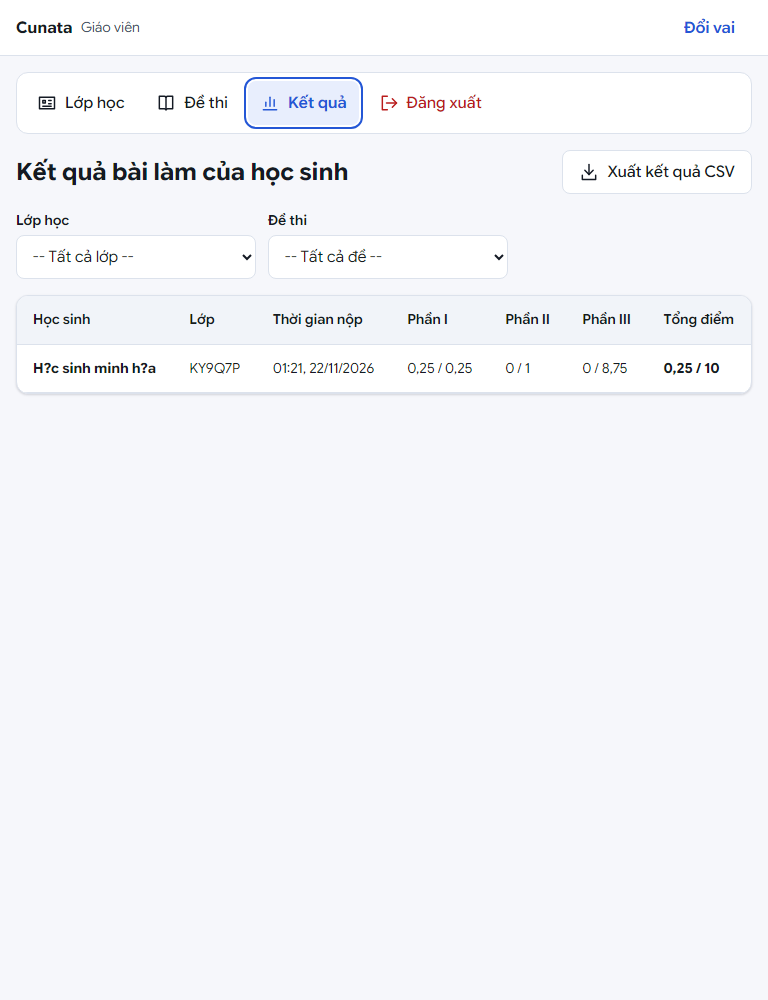 Cunata Giáo viên Đổi vai
Lớp học Đề thi Kết quả Đăng xuất
Kết quả bài làm của học sinh Xuất kết quả CSV
Lớp học Đề thi
-- Tất cả lớp -- -- Tất cả đề --
Học sinh Lớp Thời gian nộp Phần I Phần II Phần III Tổng điểm
H?c sinh minh h?a KY9Q7P 01:21, 22/11/2026 0,25 / 0,25 0 / 1 0 / 8,75 0,25 / 10